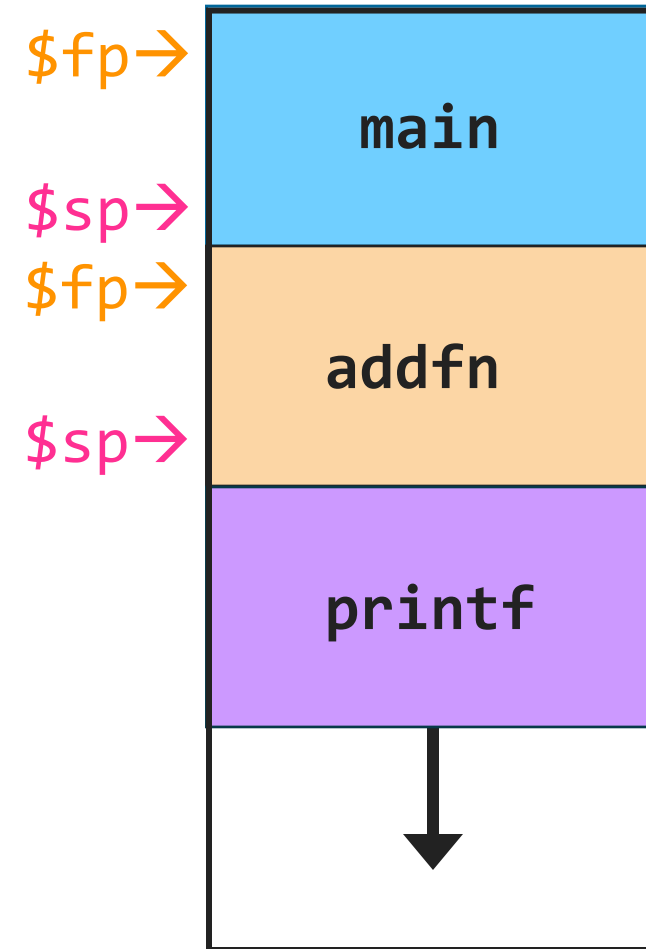 $fp→
main
$sp→
$fp→
addfn
$sp→
printf